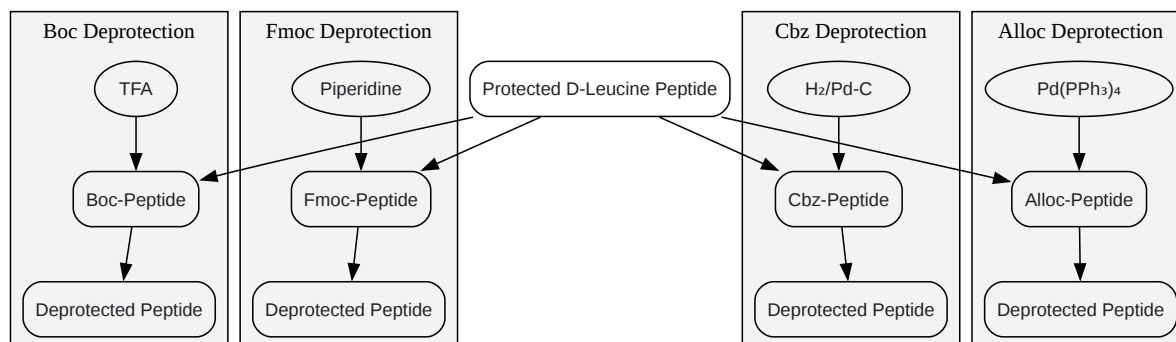 Boc Deprotection
Fmoc Deprotection
Cbz Deprotection
Alloc Deprotection
TFA
Piperidine
Protected D-Leucine Peptide
H₂/Pd-C
Pd(PPh₃)₄
Boc-Peptide
Fmoc-Peptide
Cbz-Peptide
Alloc-Peptide
Deprotected Peptide
Deprotected Peptide
Deprotected Peptide
Deprotected Peptide